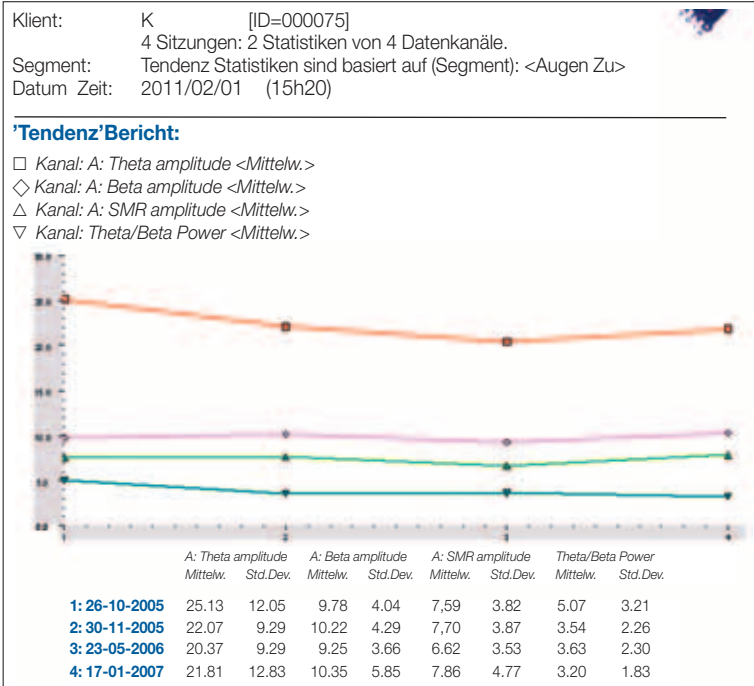 Klient: K [ID=000075]
4 Sitzungen: 2 Statistiken von 4 Datenkanäle.
Segment: Tendenz Statistiken sind basiert auf (Segment): <Augen Zu>
Datum Zeit: 2011/02/01 (15h20)
'Tendenz'Bericht:
□ Kanal: A: Theta amplitude <Mittelw.>
◇ Kanal: A: Beta amplitude <Mittelw.>
△ Kanal: A: SMR amplitude <Mittelw.>
▽ Kanal: Theta/Beta Power <Mittelw.>
A: Theta amplitude A: Beta amplitude A: SMR amplitude Theta/Beta Power
Mittelw. Std.Dev. Mittelw. Std.Dev. Mittelw. Std.Dev. Mittelw. Std.Dev.
1: 26-10-2005 25.13 12.05 9.78 4.04 7,59 3.82 5.07 3.21
2: 30-11-2005 22.07 9.29 10.22 4.29 7,70 3.87 3.54 2.26
3: 23-05-2006 20.37 9.29 9.25 3.66 6.62 3.53 3.63 2.30
4: 17-01-2007 21.81 12.83 10.35 5.85 7.86 4.77 3.20 1.83